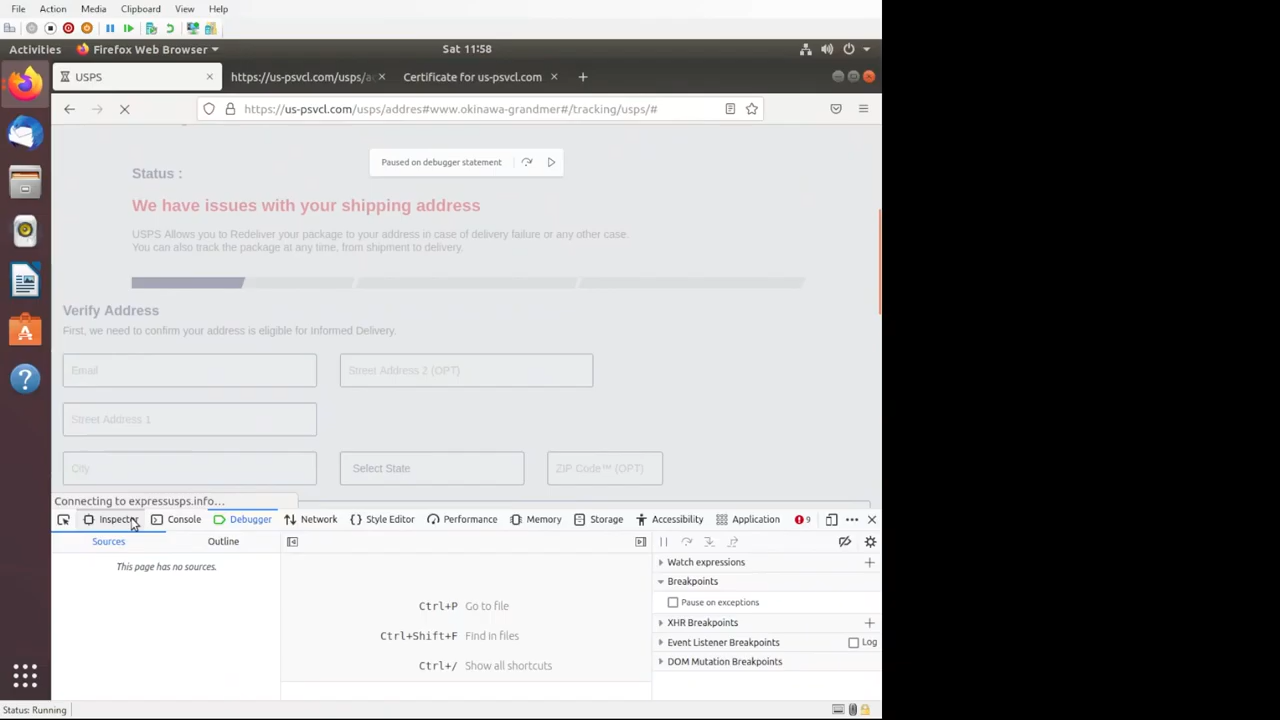 File Action Media View Help
Activities Firefox Web Browser Sat 11:58
USPS https://us-psvcl.com/usps/a Certificate for us-psvcl.com
https://us-psvcl.com/usps/addres#www.okinawa-grandmer#/tracking/usps/#
Paused on debugger statement
Status :
We have issues with your shipping address
USPS Allows you to Redeliver your package to your address in case of delivery failure or any other case.
You can also track the package at any time, from shipment to delivery.
Verify Address
First, we need to confirm your address is eligible for Informed Delivery.
Email Street Address 2 (OPT)
Street Address 1
Select State ZIP Code™ (OPT)
Connecting to expressusps.info…
Inspector Console Debugger Network Style Editor Performance Memory Storage Accessibility Application 9
Sources Outline
This page has no sources.
Ctrl+P Go to file
Ctrl+Shift+F Find in files
Ctrl+/ Show all shortcuts
Watch expressions
Breakpoints
Pause on exceptions
XHR Breakpoints
Event Listener Breakpoints Log
DOM Mutation Breakpoints
Status: Running